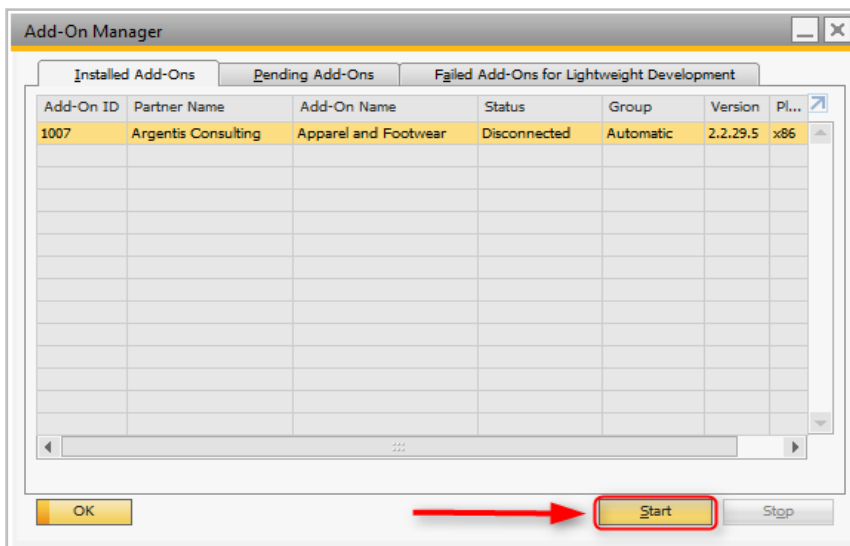 Add-On Manager
Installed Add-Ons Pending Add-Ons Failed Add-Ons for Lightweight Development
Add-On ID Partner Name Add-On Name Status Group Version Pl...
1007 Argentis Consulting Apparel and Footwear Disconnected Automatic 2.2.29.5 x86
OK Start Stop